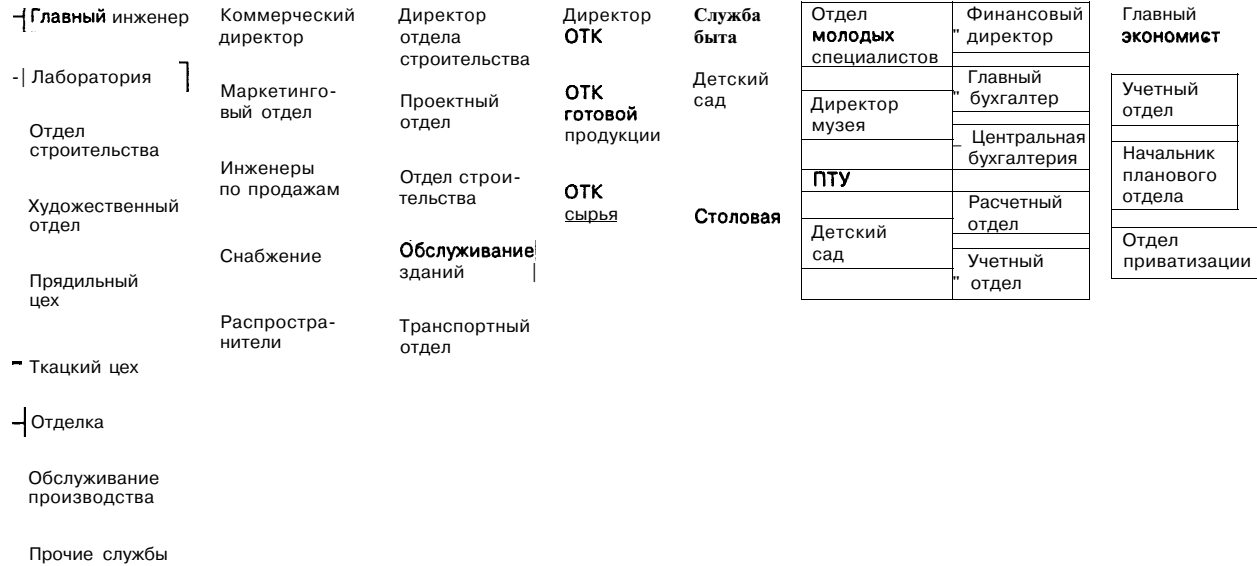 Главный инженер
Лаборатория
Отдел
строительства
Художественный
отдел
Прядильный
цех
Ткацкий цех
Отделка
Обслуживание
производства
Прочие службы
Коммерческий
директор
Маркетинго-
вый отдел
Инженеры
по продажам
Снабжение
Распростра-
нители
Директор
отдела
строительства
Проектный
отдел
Отдел строи-
тельства
Обслуживание
зданий
Транспортный
отдел
Директор
ОТК
ОТК
готовой
продукции
ОТК
сырья
Служба
быта
Детский
сад
Столовая
Отдел
молодых
специалистов
Директор
музея
ПТУ
Детский
сад
Финансовый
директор
Главный
бухгалтер
Центральная
бухгалтерия
Расчетный
отдел
Учетный
отдел
Главный
экономист
Учетный
отдел
Начальник
планового
отдела
Отдел
приватизации